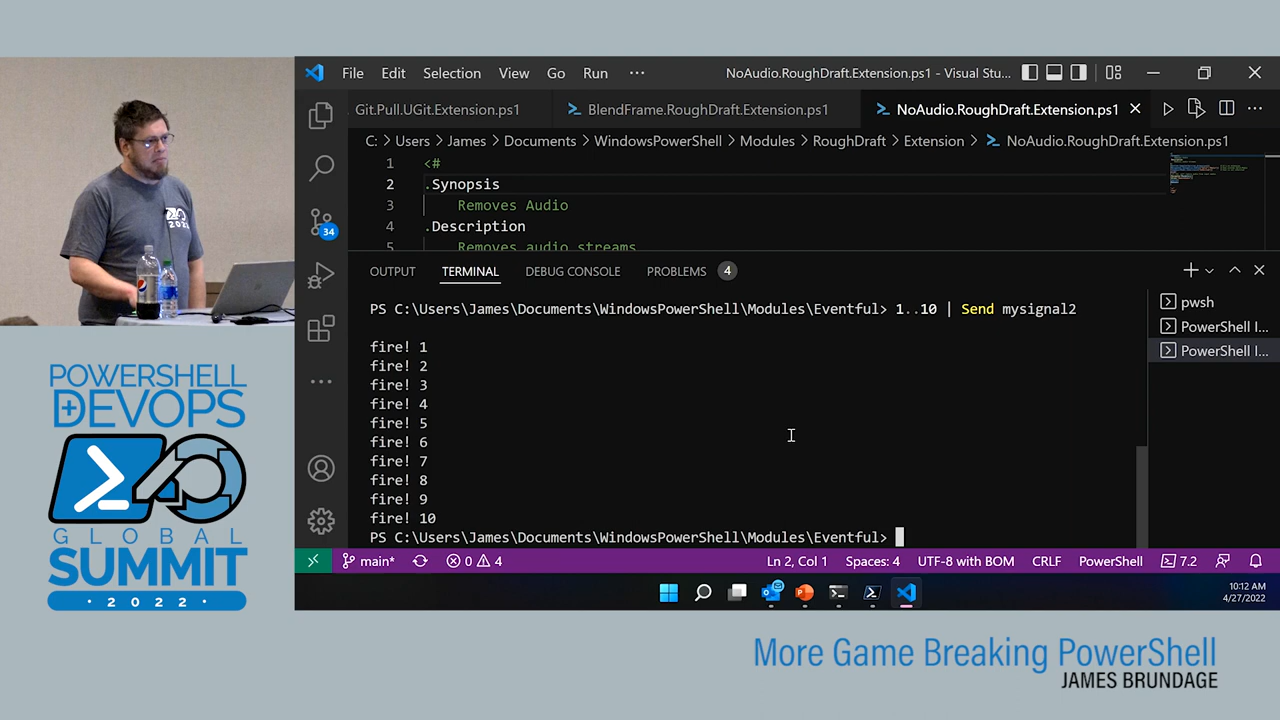 File Edit Selection View Go Run ··· NoAudio.RoughDraft.Extension.ps1 - Visual Stu...
Git.Pull.UGit.Extension.ps1 BlendFrame.RoughDraft.Extension.ps1 NoAudio.RoughDraft.Extension.ps1
C: > Users > James > Documents > WindowsPowerShell > Modules > RoughDraft > Extension > NoAudio.RoughDraft.Extension.ps1
1 <#
2 .Synopsis
3 Removes Audio
4 .Description
5 Removes audio streams
34
OUTPUT TERMINAL DEBUG CONSOLE PROBLEMS 4
PS C:\Users\James\Documents\WindowsPowerShell\Modules\Eventful> 1..10 | Send mysignal2
fire! 1
fire! 2
fire! 3
fire! 4
fire! 5
fire! 6
fire! 7
fire! 8
fire! 9
fire! 10
PS C:\Users\James\Documents\WindowsPowerShell\Modules\Eventful>
pwsh
PowerShell I...
PowerShell I...
main* 0 4 Ln 2, Col 1 Spaces: 4 UTF-8 with BOM CRLF PowerShell 7.2
10:12 AM
4/27/2022
POWERSHELL
+DEVOPS
GLOBAL
SUMMIT
· 2022 ·
More Game Breaking PowerShell
JAMES BRUNDAGE